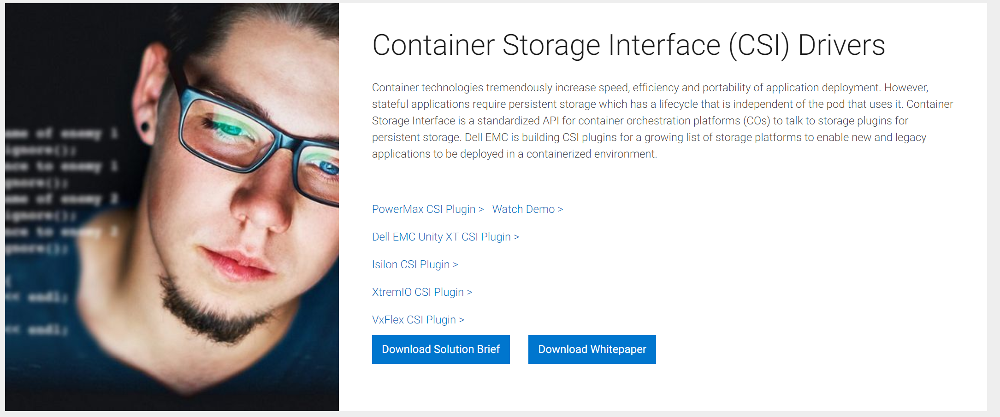 Container Storage Interface (CSI) Drivers
Container technologies tremendously increase speed, efficiency and portability of application deployment. However,
stateful applications require persistent storage which has a lifecycle that is independent of the pod that uses it. Container
Storage Interface is a standardized API for container orchestration platforms (COs) to talk to storage plugins for
persistent storage. Dell EMC is building CSI plugins for a growing list of storage platforms to enable new and legacy
applications to be deployed in a containerized environment.
PowerMax CSI Plugin > Watch Demo >
Dell EMC Unity XT CSI Plugin >
Isilon CSI Plugin >
XtremIO CSI Plugin >
VxFlex CSI Plugin >
Download Solution Brief Download Whitepaper
ame of enemy 1
ignore();
nce to enemy 1
gnore();
ame of enemy 2
ignore();
nce to enemy 2
gnore();
{
<< endl;
<< endl;